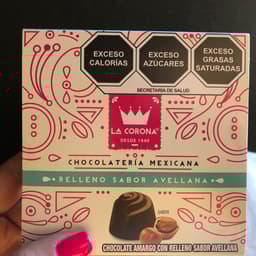 EXCESO CALORÍAS
EXCESO AZÚCARES
EXCESO GRASAS SATURADAS
SECRETARÍA DE SALUD
LA CORONA
DESDE
CHOCOLATERÍA MEXICANA
RELLENO SABOR AVELLANA
CHOCOLATE AMARGO CON RELLENO SABOR AVELLANA